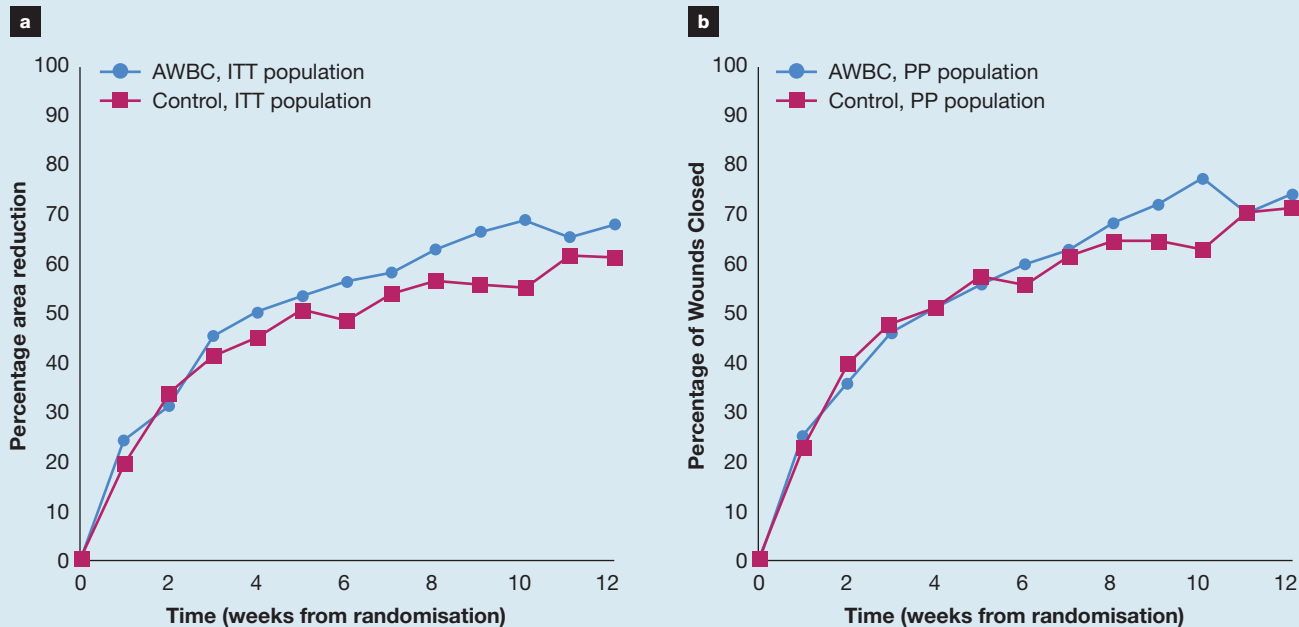 a
100
90
80
70
60
50
40
30
20
10
0
Percentage area reduction
AWBC, ITT population
Control, ITT population
0 2 4 6 8 10 12
Time (weeks from randomisation)
b
100
90
80
70
60
50
40
30
20
10
0
Percentage of Wounds Closed
AWBC, PP population
Control, PP population
0 2 4 6 8 10 12
Time (weeks from randomisation)